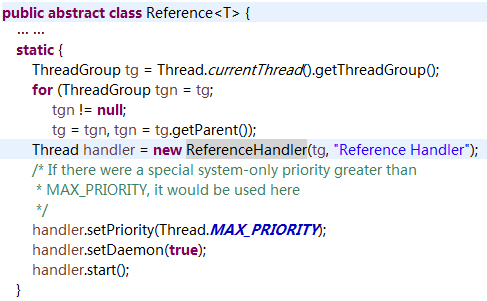 public abstract class Reference<T> {
... ...
static {
ThreadGroup tg = Thread.currentThread().getThreadGroup();
for (ThreadGroup tgn = tg;
tgn != null;
tg = tgn, tgn = tg.getParent());
Thread handler = new ReferenceHandler(tg, "Reference Handler");
/* If there were a special system-only priority greater than
* MAX_PRIORITY, it would be used here
*/
handler.setPriority(Thread.MAX_PRIORITY);
handler.setDaemon(true);
handler.start();
}